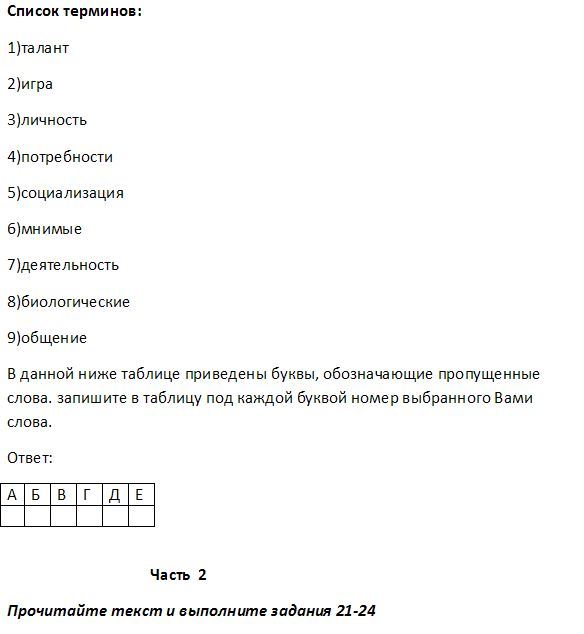 Список терминов:
1)талант
2)игра
3)личность
4)потребности
5)социализация
6)мнимые
7)деятельность
8)биологические
9)общение
В данной ниже таблице приведены буквы, обозначающие пропущенные
слова. запишите в таблицу под каждой буквой номер выбранного Вами
слова.
Ответ:
А Б В Г Д Е
Часть 2
Прочитайте текст и выполните задания 21-24